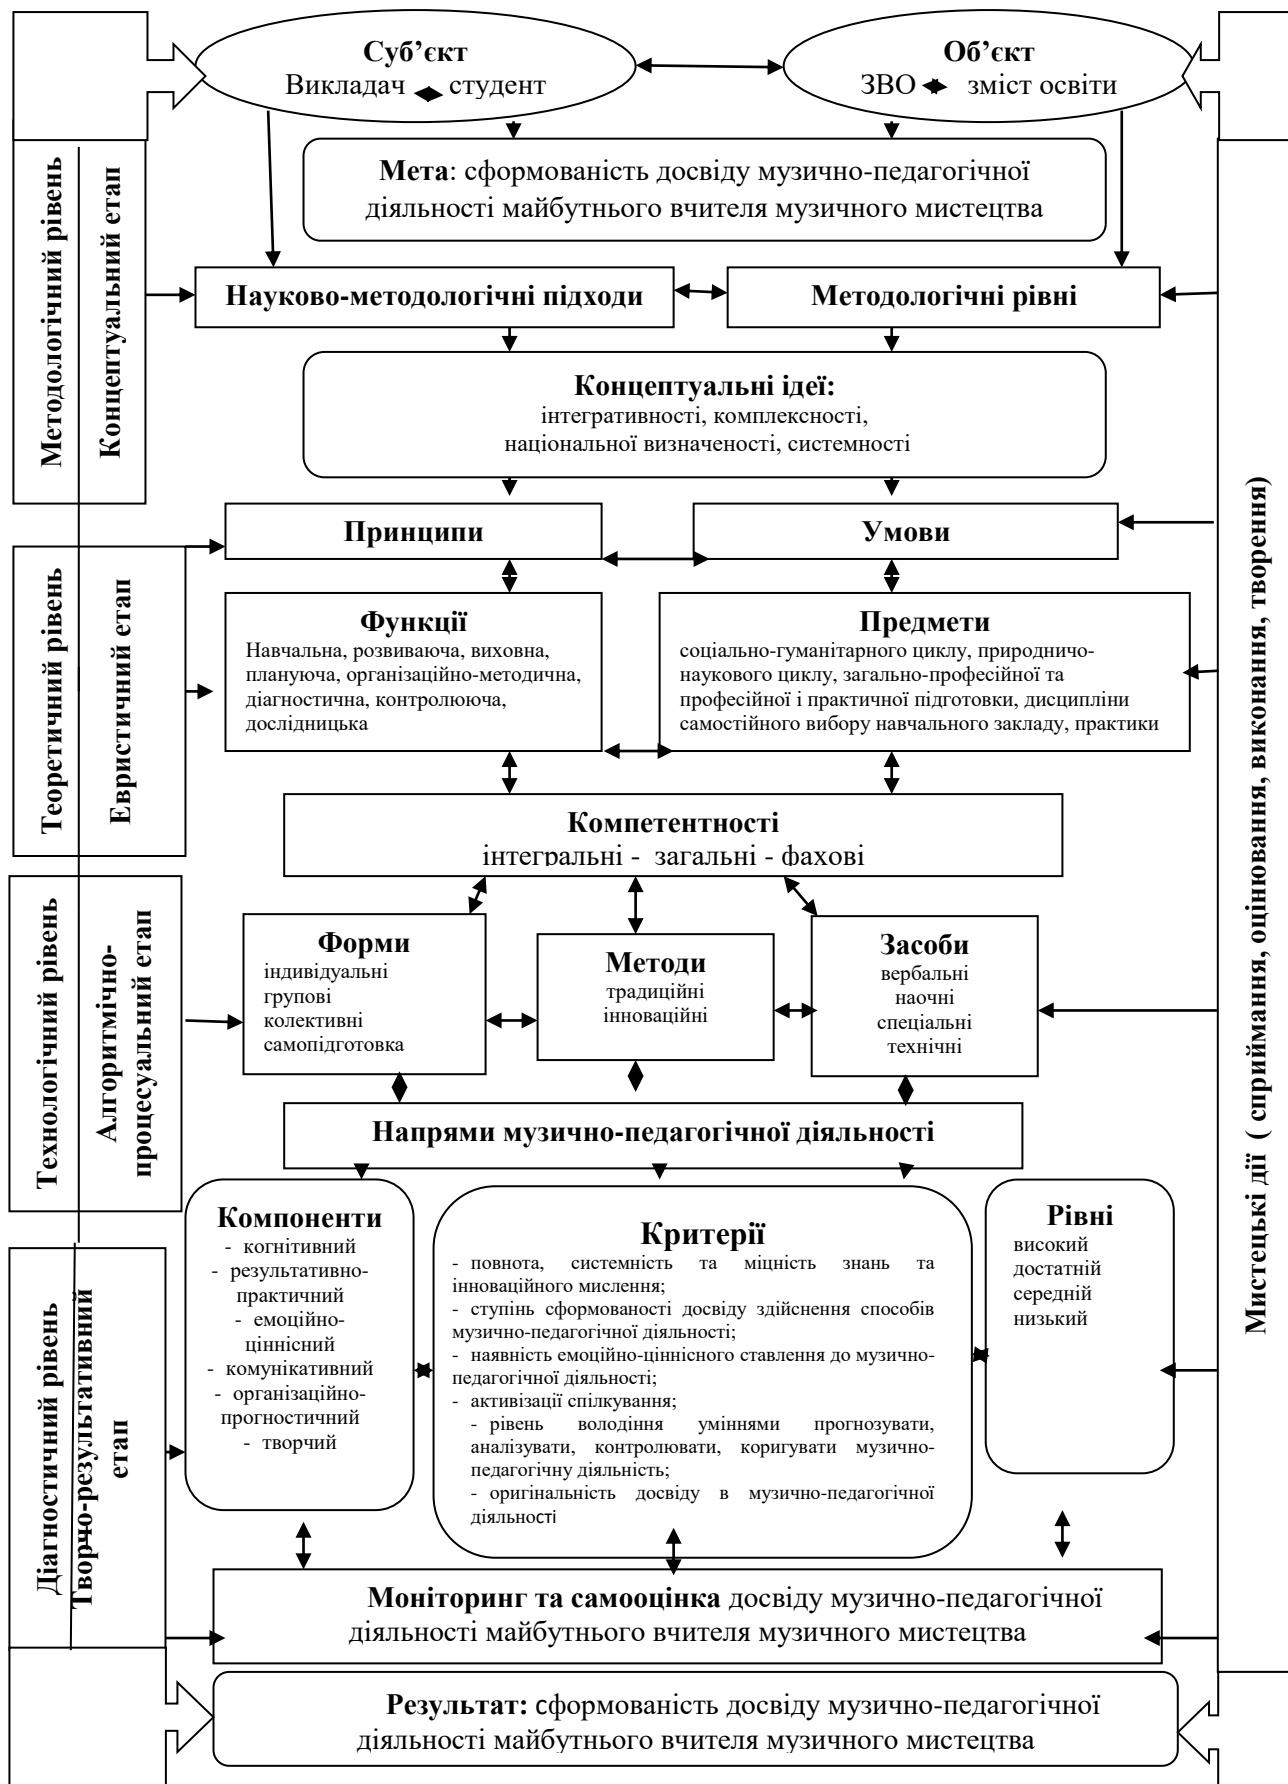 Суб’єкт
Викладач студент
Об’єкт
ЗВО зміст освіти
Мета: сформованість досвіду музично-педагогічної
діяльності майбутнього вчителя музичного мистецтва
Методологічний рівень
Концептуальний етап
Науково-методологічні підходи
Методологічні рівні
Концептуальні ідеї:
інтегративності, комплексності,
національної визначеності, системності
Принципи
Умови
Теоретичний рівень
Евристичний етап
Функції
Навчальна, розвиваюча, виховна,
плануюча, організаційно-методична,
діагностична, контролююча,
дослідницька
Предмети
соціально-гуманітарного циклу, природничо-
наукового циклу, загально-професійної та
професійної і практичної підготовки, дисципліни
самостійного вибору навчального закладу, практики
Компетентності
інтегральні - загальні - фахові
Технологічний рівень
Алгоритмічно-
процесуальний етап
Форми
індивідуальні
групові
колективні
самопідготовка
Методи
традиційні
інноваційні
Засоби
вербальні
наочні
спеціальні
технічні
Напрями музично-педагогічної діяльності
Діагностичний рівень
Творчо-результативний
етап
Компоненти
- когнітивний
- результативно-
практичний
- емоційно-
ціннісний
- комунікативний
- організаційно-
прогностичний
- творчий
Критерії
- повнота, системність та міцність знань та
інноваційного мислення;
- ступінь сформованості досвіду здійснення способів
музично-педагогічної діяльності;
- наявність емоційно-ціннісного ставлення до музично-
педагогічної діяльності;
- активізації спілкування;
- рівень володіння уміннями прогнозувати,
аналізувати, контролювати, коригувати музично-
педагогічну діяльність;
- оригінальність досвіду в музично-педагогічної
діяльності
Рівні
високий
достатній
середній
низький
Моніторинг та самооцінка досвіду музично-педагогічної
діяльності майбутнього вчителя музичного мистецтва
Результат: сформованість досвіду музично-педагогічної
діяльності майбутнього вчителя музичного мистецтва
Мистецькі дії ( сприймання, оцінювання, виконання, творення)